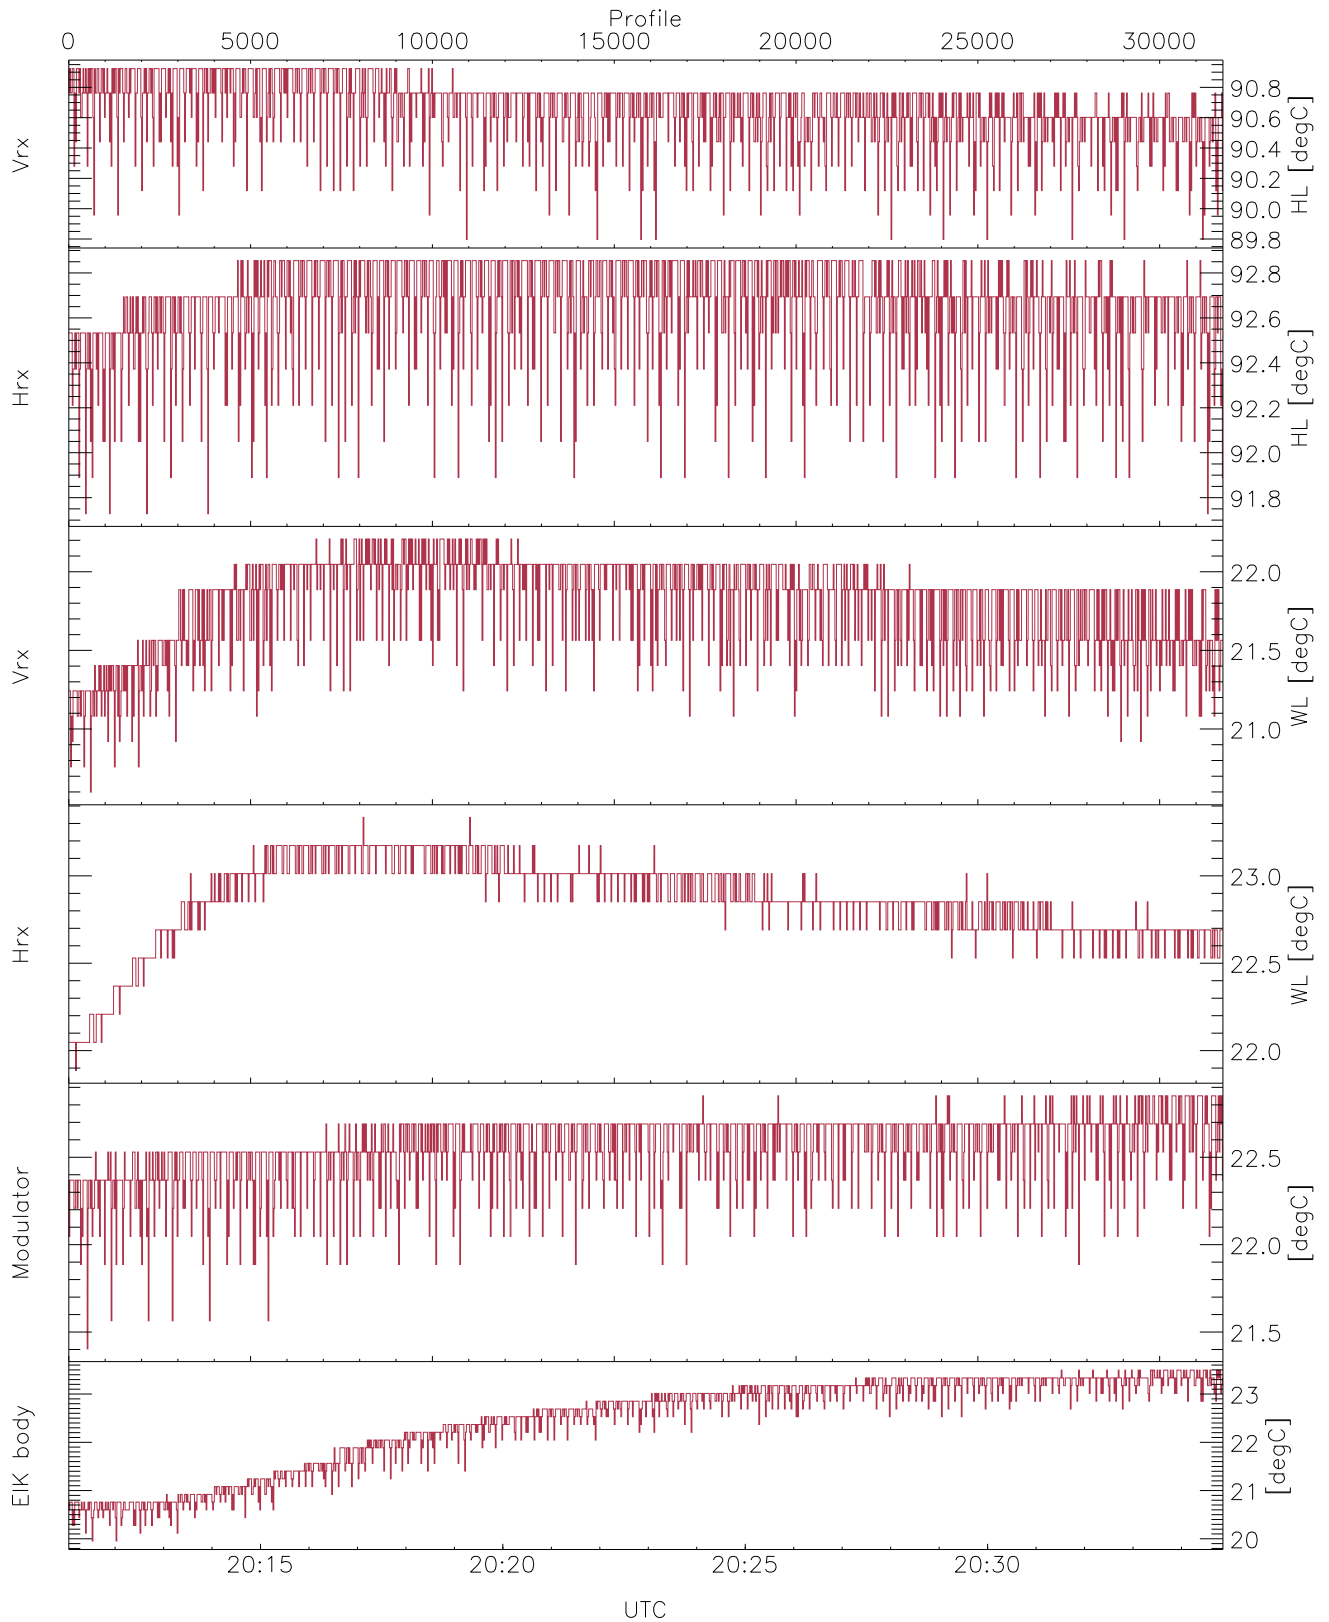 Profile
0 5000 10000 15000 20000 25000 30000
Vrx
90.8
90.6
90.4
90.2
90.0
89.8
HL [degC]
Hrx
92.8
92.6
92.4
92.2
92.0
91.8
HL [degC]
Vrx
22.0
21.5
21.0
WL [degC]
Hrx
23.0
22.5
22.0
WL [degC]
Modulator
22.5
22.0
21.5
[degC]
EIK body
23
22
21
20
[degC]
20:15 20:20 20:25 20:30
UTC